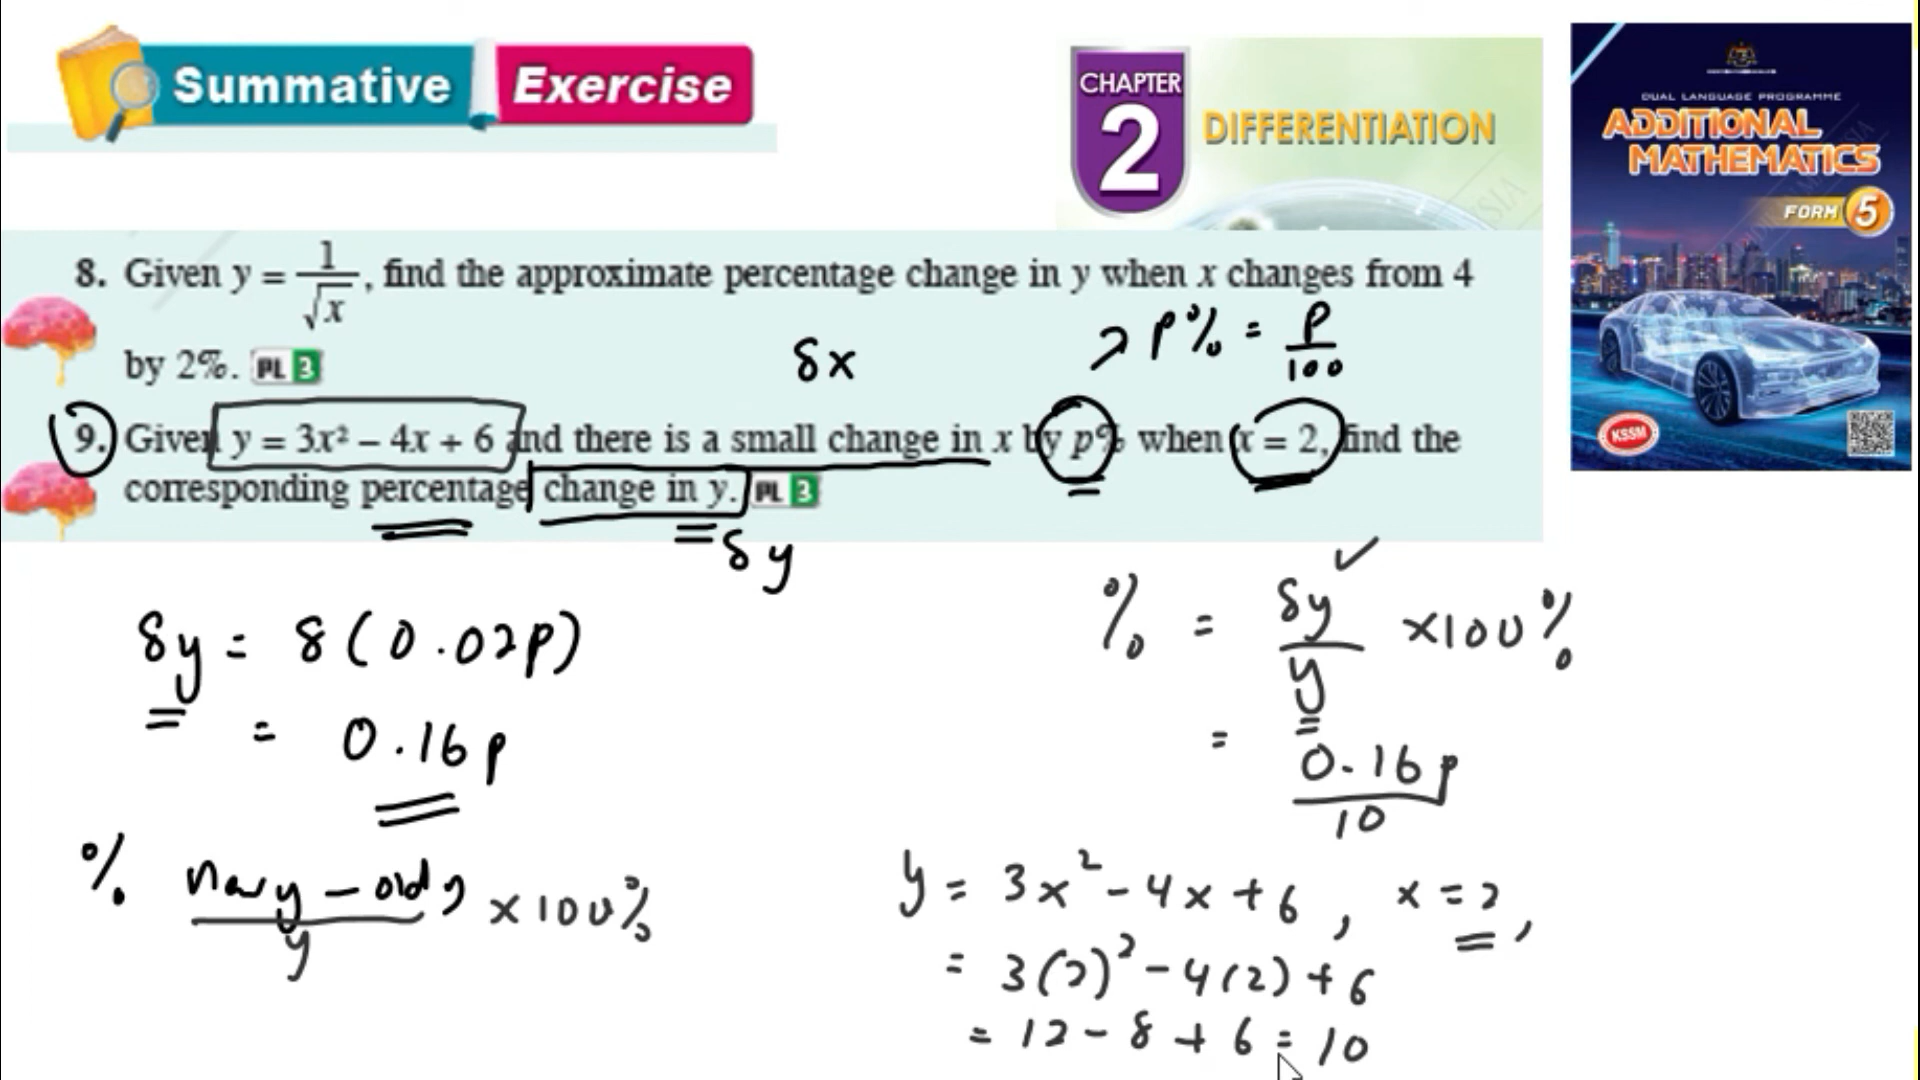 Summative Exercise
CHAPTER 2 DIFFERENTIATION
DUAL LANGUAGE PROGRAMME
ADDITIONAL
MATHEMATICS
FORM 5
KSSM
8. Given y = 1/√x, find the approximate percentage change in y when x changes from 4
by 2%. PL 3
δx
p% = p/100
9. Given y = 3x² – 4x + 6 and there is a small change in x by p% when x = 2, find the
corresponding percentage change in y. PL 3
δy
δy = 8(0.02p)
= 0.16p
% new y - old y / y ×100%
% = δy/y ×100%
= 0.16p/10
y = 3x² - 4x + 6 , x = 2,
= 3(2)² - 4(2) + 6
= 12 - 8 + 6 = 10